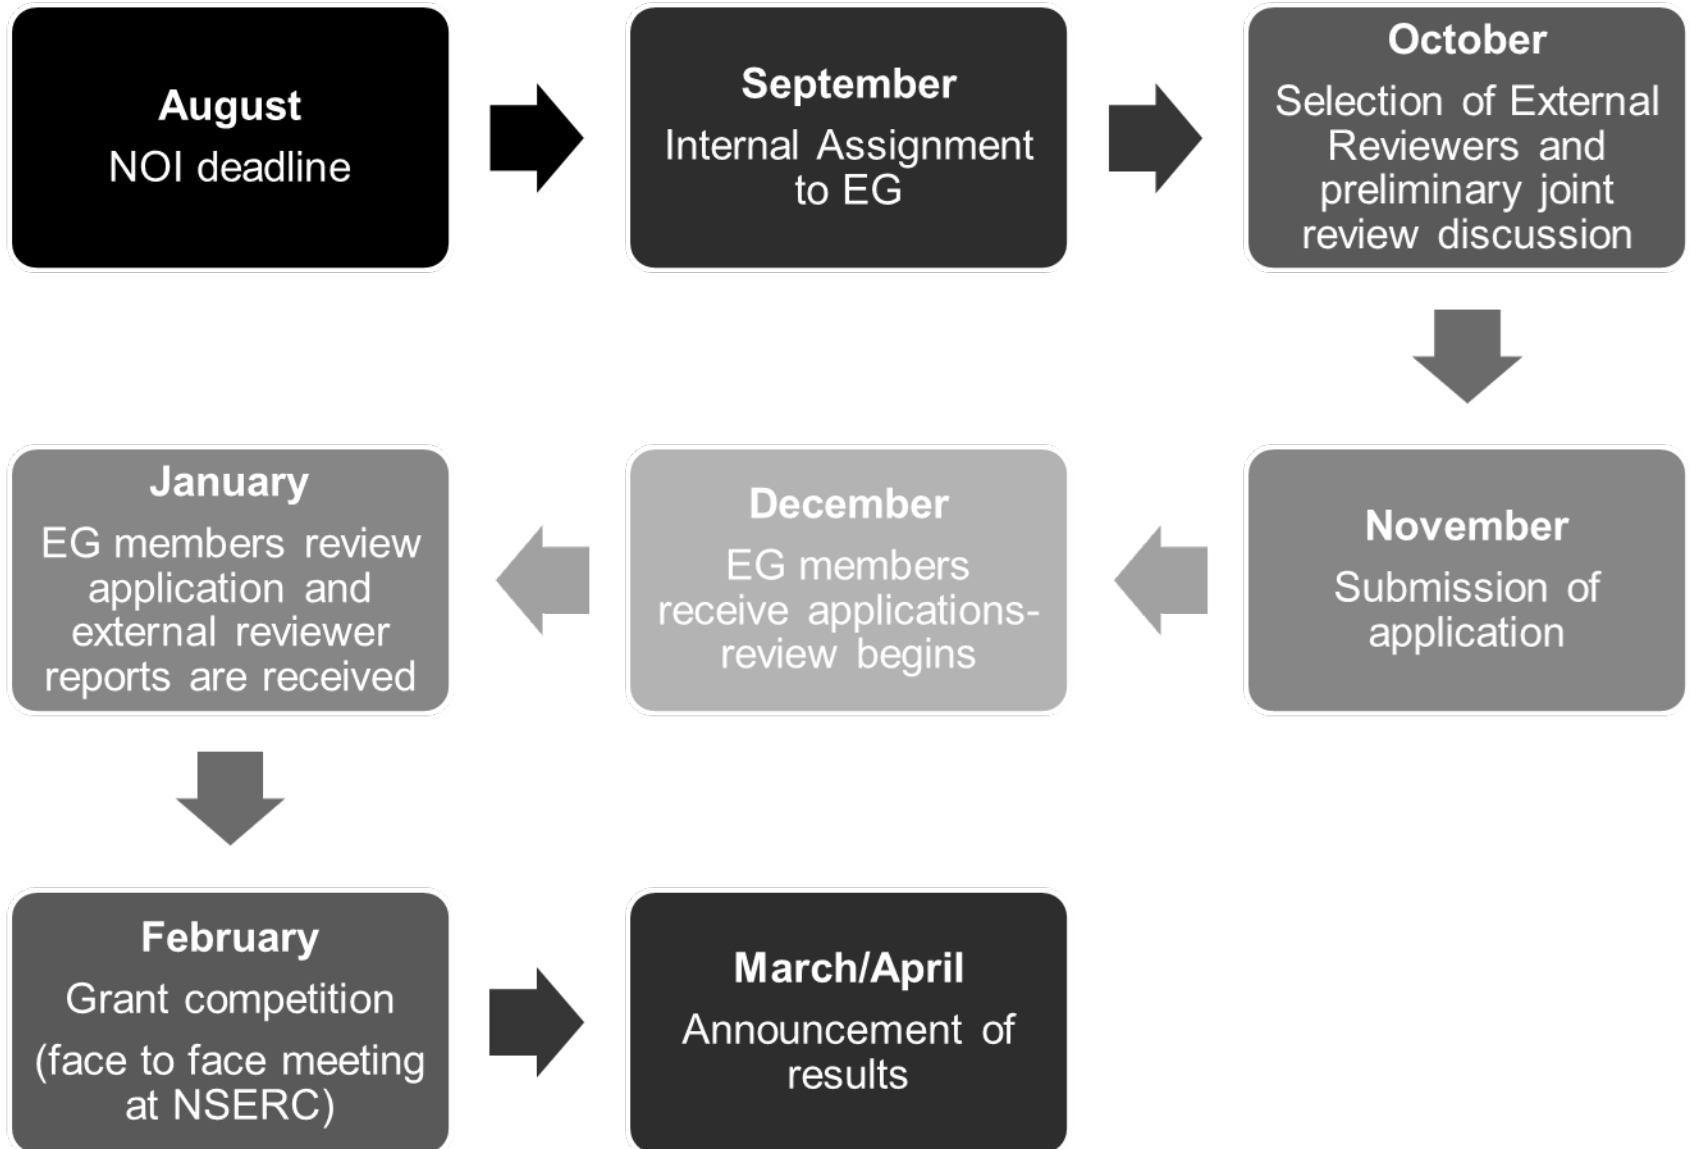 August
NOI deadline
September
Internal Assignment
to EG
October
Selection of External
Reviewers and
preliminary joint
review discussion
November
Submission of
application
December
EG members
receive applications-
review begins
January
EG members review
application and
external reviewer
reports are received
February
Grant competition
(face to face meeting
at NSERC)
March/April
Announcement of
results